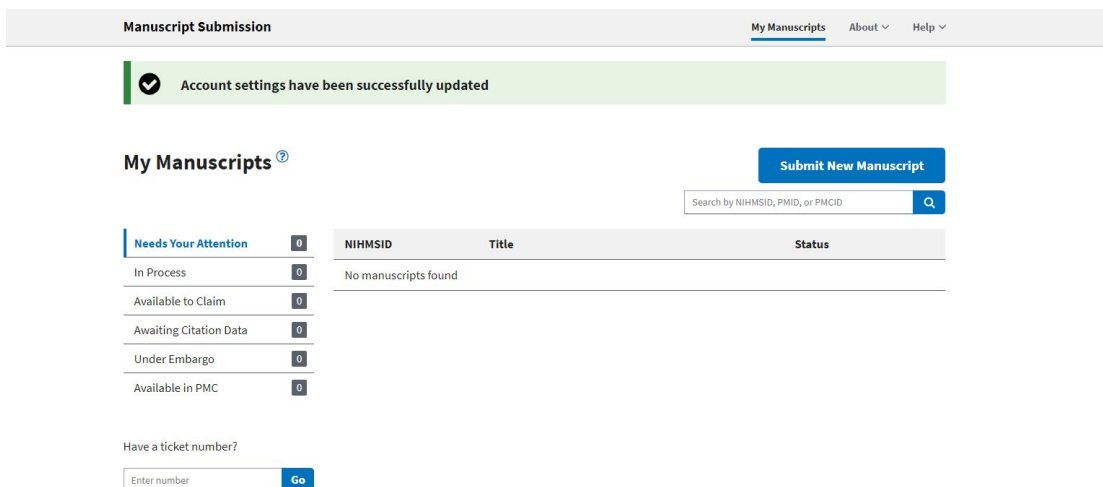 Manuscript Submission
My Manuscripts About Help
Account settings have been successfully updated
My Manuscripts ?
Submit New Manuscript
Search by NIHMSID, PMID, or PMCID
Needs Your Attention 0
NIHMSID Title Status
In Process 0
No manuscripts found
Available to Claim 0
Awaiting Citation Data 0
Under Embargo 0
Available in PMC 0
Have a ticket number?
Enter number Go